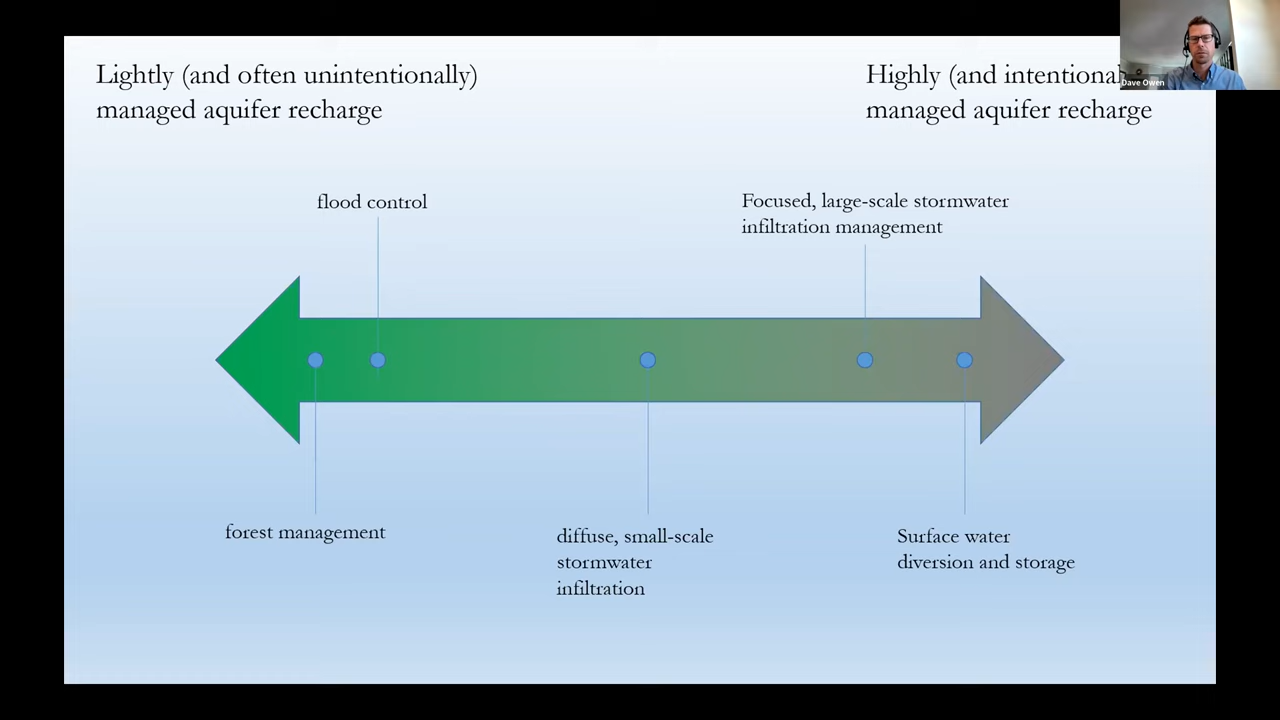 Lightly (and often unintentionally)
managed aquifer recharge
Highly (and
managed aquifer recharge
Dave Owen
flood control
Focused, large-scale stormwater
infiltration management
forest management
diffuse, small-scale
stormwater
infiltration
Surface water
diversion and storage